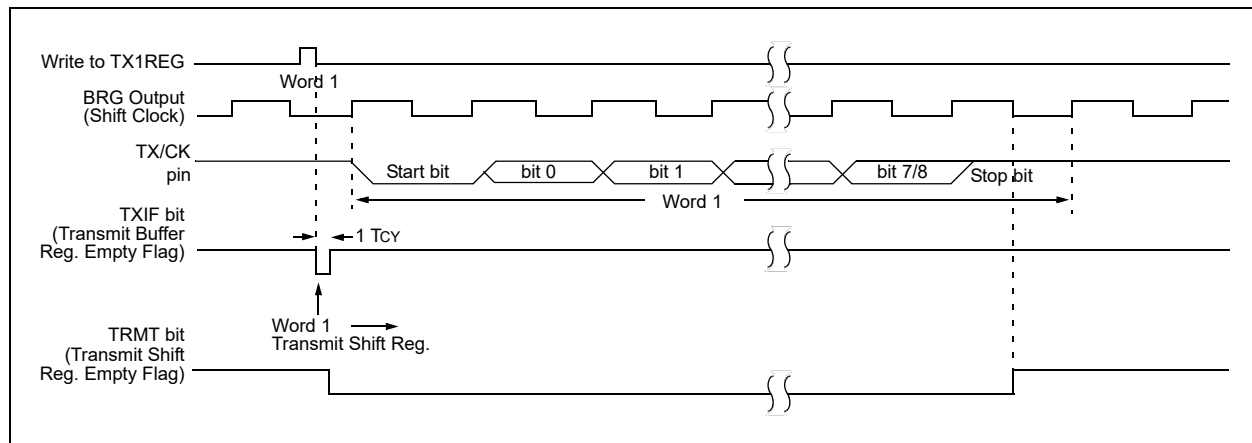 Write to TX1REG
Word 1
BRG Output
(Shift Clock)
TX/CK
pin
Start bit
bit 0
bit 1
bit 7/8
Stop bit
Word 1
TXIF bit
(Transmit Buffer
Reg. Empty Flag)
1 TCY
Word 1
Transmit Shift Reg.
TRMT bit
(Transmit Shift
Reg. Empty Flag)